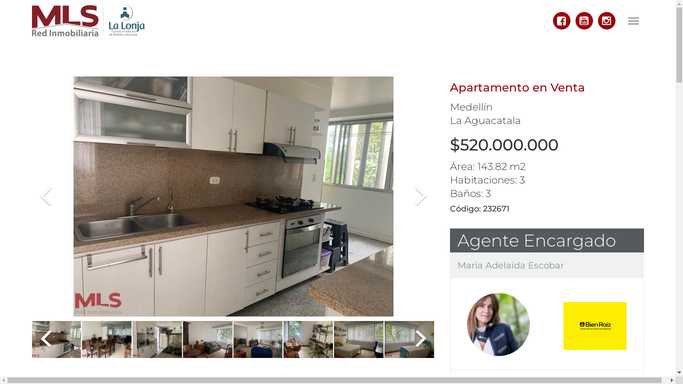 MLS
Red Inmobiliaria
La Lonja
Apartamento en Venta
Medellín
La Aguacatala
$520.000.000
Área: 143.82 m2
Habitaciones: 3
Baños: 3
Código: 232671
Agente Encargado
Maria Adelaida Escobar
Bien Raiz
MLS